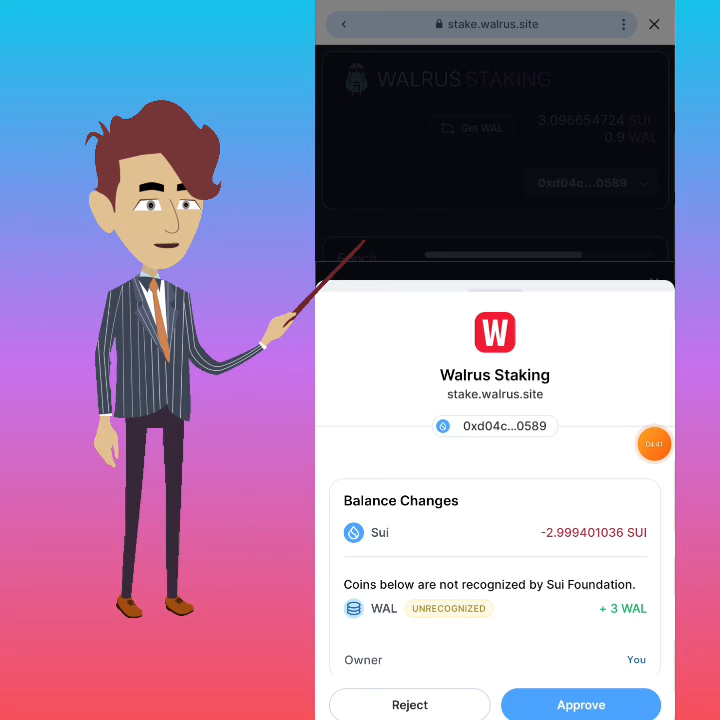 stake.walrus.site
WALRUS STAKING
Get WAL
3.096654724 SUI
0.9 WAL
0xd04c...0589
Epoch
W
Walrus Staking
stake.walrus.site
0xd04c...0589
04:41
Balance Changes
Sui
-2.999401036 SUI
Coins below are not recognized by Sui Foundation.
WAL UNRECOGNIZED + 3 WAL
Owner You
Reject Approve